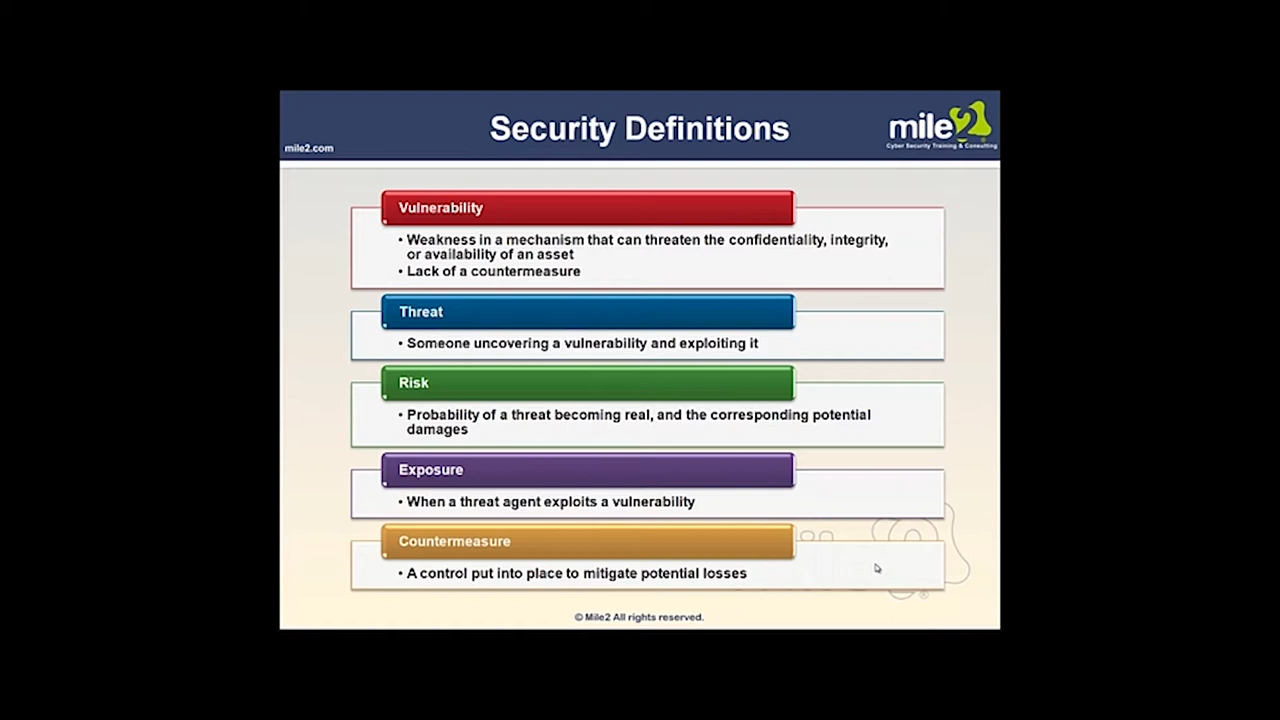 Security Definitions
mile2
Cyber Security Training & Consulting
mile2.com
Vulnerability
• Weakness in a mechanism that can threaten the confidentiality, integrity,
or availability of an asset
• Lack of a countermeasure
Threat
• Someone uncovering a vulnerability and exploiting it
Risk
• Probability of a threat becoming real, and the corresponding potential
damages
Exposure
• When a threat agent exploits a vulnerability
Countermeasure
• A control put into place to mitigate potential losses
®
© Mile2 All rights reserved.